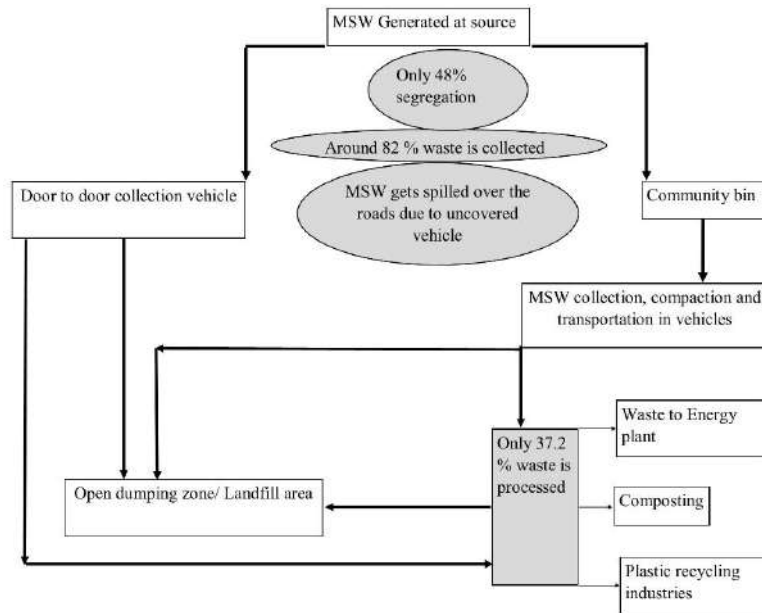 MSW Generated at source
Only 48%
segregation
Around 82 % waste is collected
MSW gets spilled over the
roads due to uncovered
vehicle
Door to door collection vehicle
Community bin
MSW collection, compaction and
transportation in vehicles
Waste to Energy
plant
Only 37.2
% waste is
processed
Open dumping zone/ Landfill area
Composting
Plastic recycling
industries